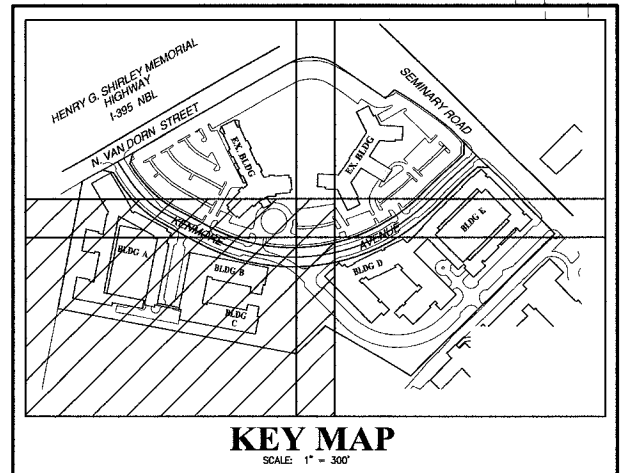 HENRY G. SHIRLEY MEMORIAL
HIGHWAY
I-395 NBL
N. VAN DORN STREET
SEMINARY ROAD
EX. BLDG
EX. BLDG
KENMORE
AVENUE
BLDG A
BLDG B
BLDG
C
BLDG D
BLDG E
KEY MAP
SCALE: 1" = 300'